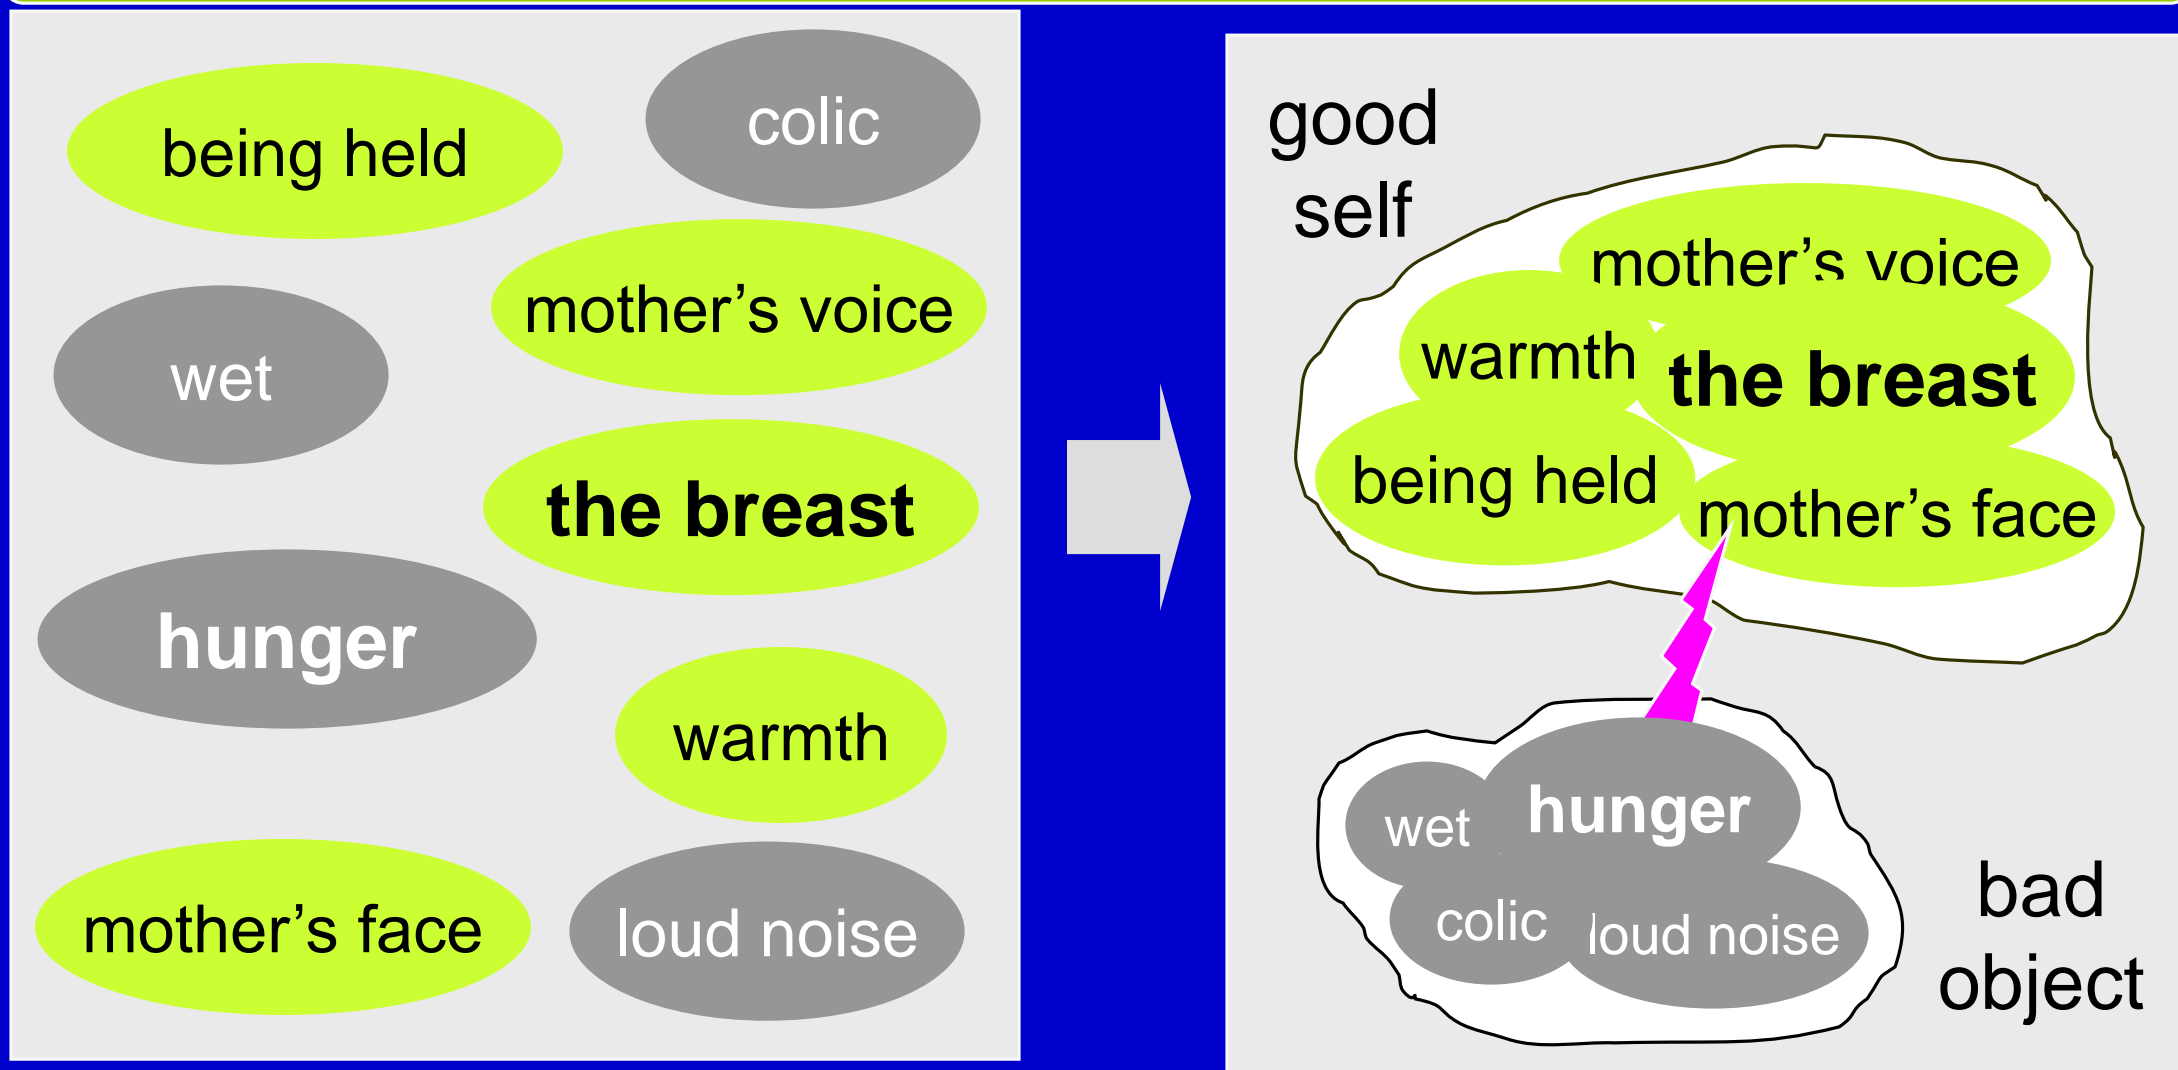 being held
colic
mother's voice
wet
the breast
hunger
warmth
mother's face
loud noise
good
self
mother's voice
warmth
the breast
being held
mother's face
hunger
wet
colic
loud noise
bad
object